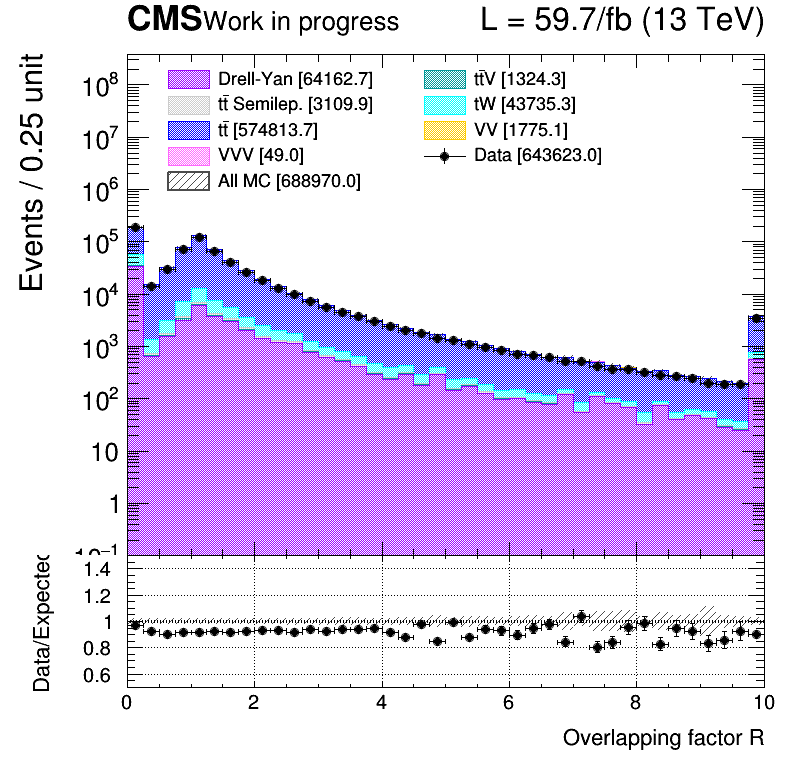 CMS Work in progress L = 59.7/fb (13 TeV)
Events / 0.25 unit
Drell-Yan [64162.7] tt̄V [1324.3]
tt̄ Semilep. [3109.9] tW [43735.3]
tt̄ [574813.7] VV [1775.1]
VVV [49.0] Data [643623.0]
All MC [688970.0]
10⁸
10⁷
10⁶
10⁵
10⁴
10³
10²
10
1
10⁻¹
Data/Expected
1.4
1.2
1
0.8
0.6
0 2 4 6 8 10
Overlapping factor R